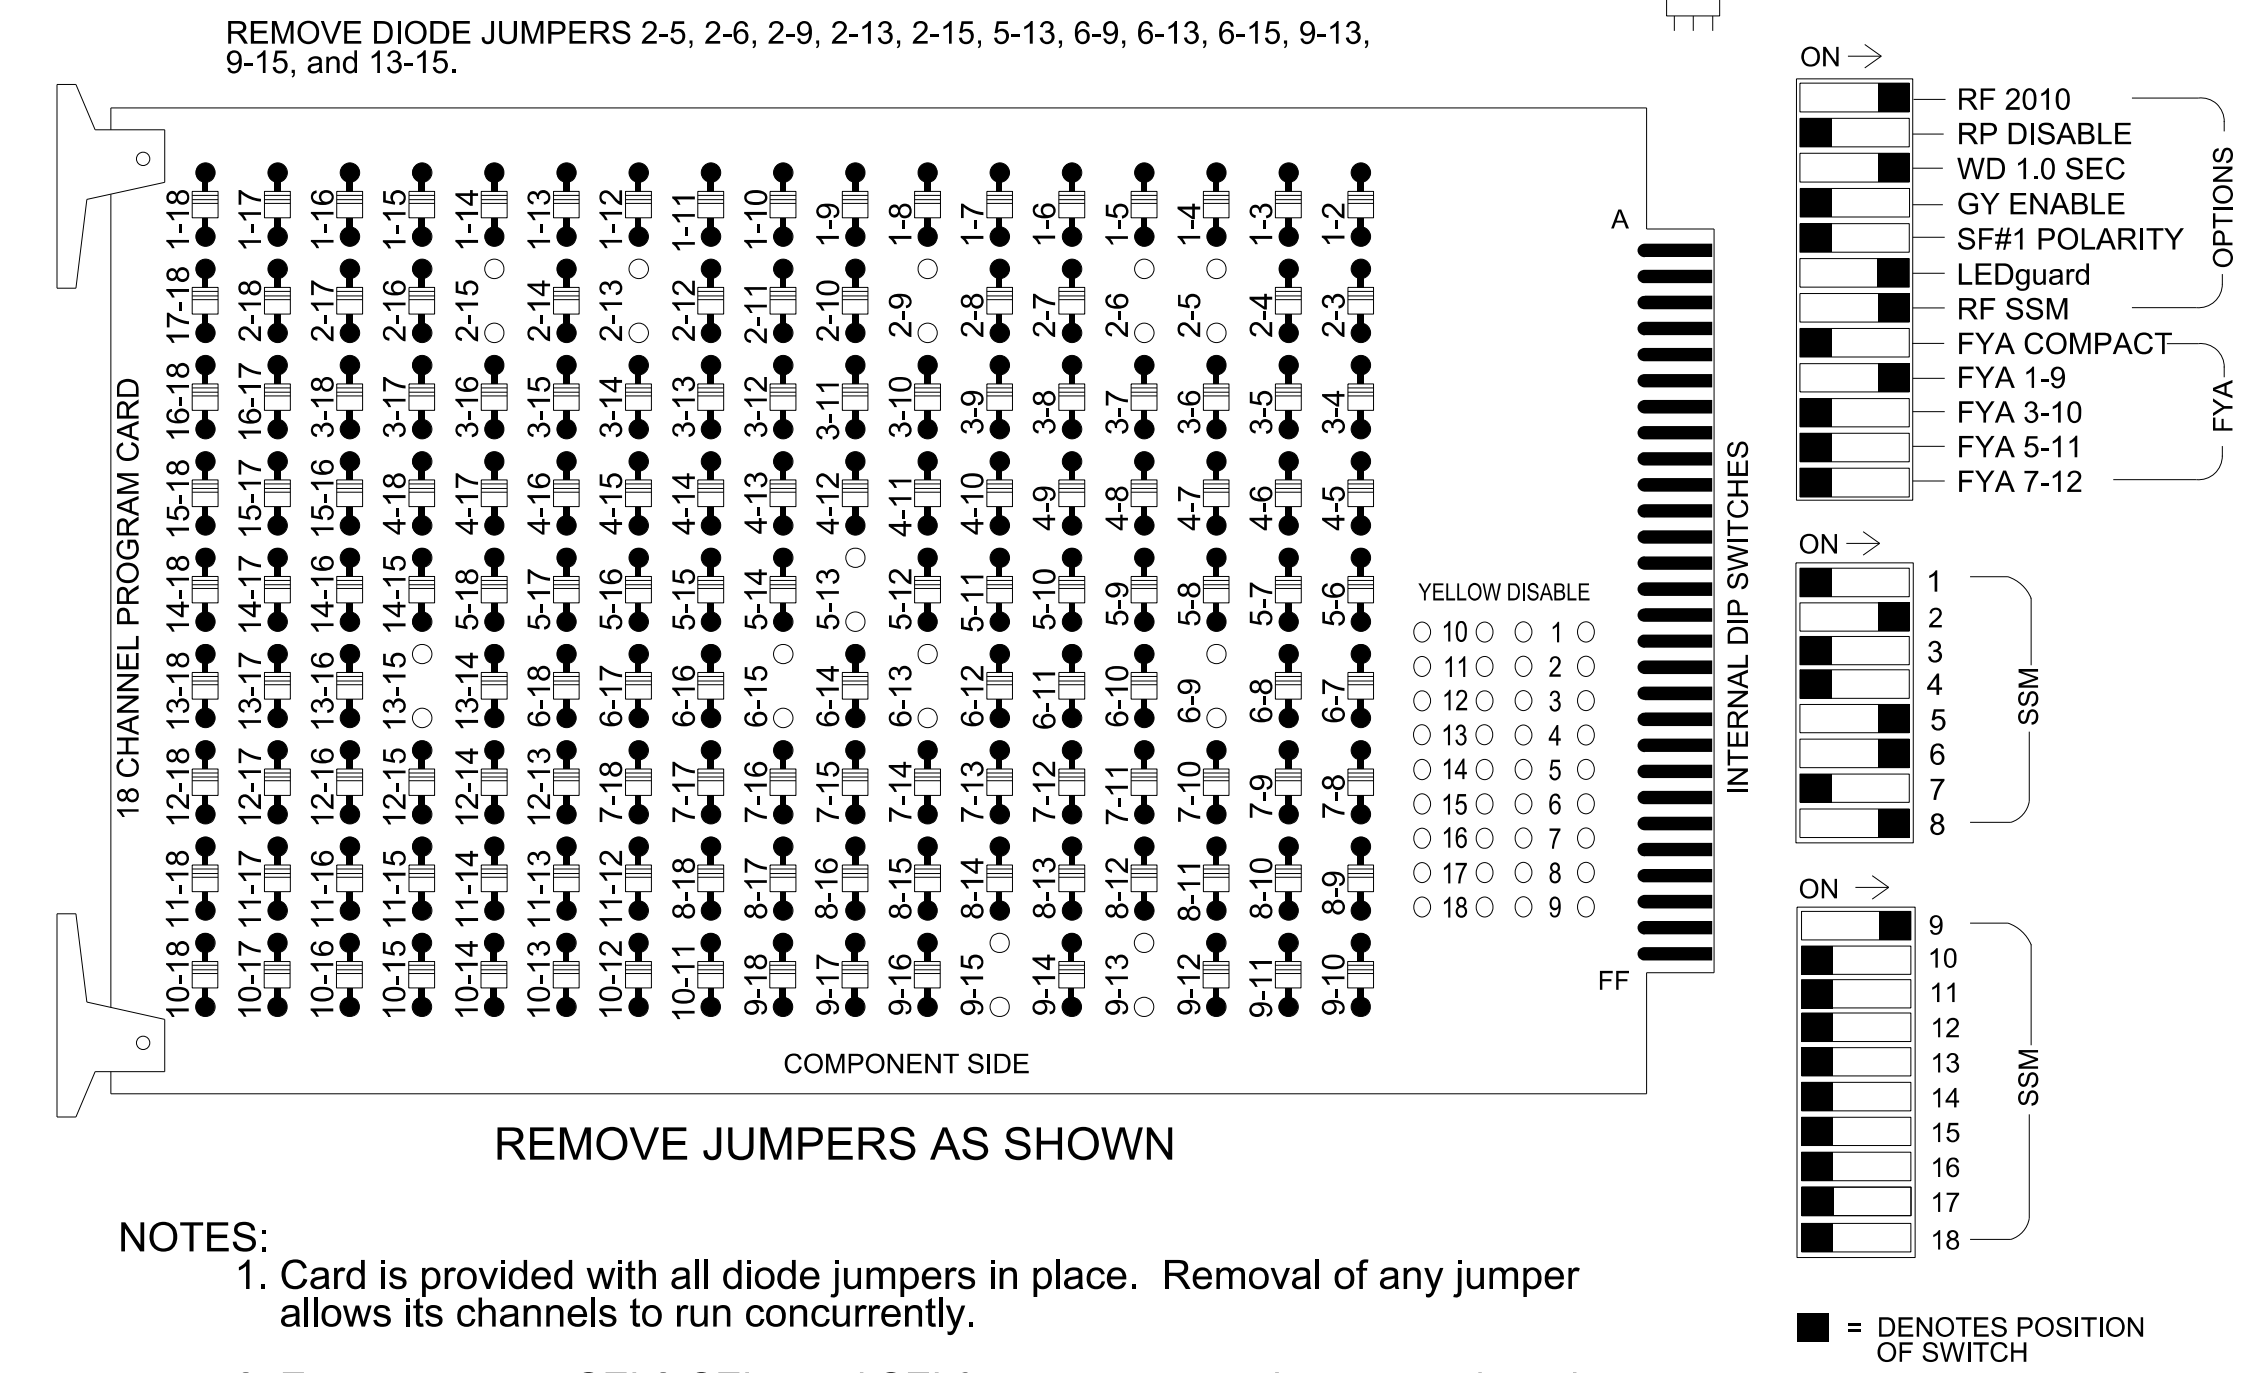 REMOVE DIODE JUMPERS 2-5, 2-6, 2-9, 2-13, 2-15, 5-13, 6-9, 6-13, 6-15, 9-13,
9-15, and 13-15.
18 CHANNEL PROGRAM CARD
1-18 1-17 1-16 1-15 1-14 1-13 1-12 1-11 1-10 1-9 1-8 1-7 1-6 1-5 1-4 1-3 1-2
17-18 2-18 2-17 2-16 2-15 2-14 2-13 2-12 2-11 2-10 2-9 2-8 2-7 2-6 2-5 2-4 2-3
16-18 16-17 3-18 3-17 3-16 3-15 3-14 3-13 3-12 3-11 3-10 3-9 3-8 3-7 3-6 3-5 3-4
15-18 15-17 15-16 4-18 4-17 4-16 4-15 4-14 4-13 4-12 4-11 4-10 4-9 4-8 4-7 4-6 4-5
14-18 14-17 14-16 14-15 5-18 5-17 5-16 5-15 5-14 5-13 5-12 5-11 5-10 5-9 5-8 5-7 5-6
13-18 13-17 13-16 13-15 13-14 6-18 6-17 6-16 6-15 6-14 6-13 6-12 6-11 6-10 6-9 6-8 6-7
12-18 12-17 12-16 12-15 12-14 12-13 7-18 7-17 7-16 7-15 7-14 7-13 7-12 7-11 7-10 7-9 7-8
11-18 11-17 11-16 11-15 11-14 11-13 11-12 8-18 8-17 8-16 8-15 8-14 8-13 8-12 8-11 8-10 8-9
10-18 10-17 10-16 10-15 10-14 10-13 10-12 10-11 9-18 9-17 9-16 9-15 9-14 9-13 9-12 9-11 9-10
YELLOW DISABLE
10 1
11 2
12 3
13 4
14 5
15 6
16 7
17 8
18 9
A
FF
COMPONENT SIDE
INTERNAL DIP SWITCHES
ON
RF 2010
RP DISABLE
WD 1.0 SEC
GY ENABLE
SF#1 POLARITY
LEDguard
RF SSM
OPTIONS
FYA COMPACT
FYA 1-9
FYA 3-10
FYA 5-11
FYA 7-12
FYA
ON
1
2
3
4
5
6
7
8
SSM
ON
9
10
11
12
13
14
15
16
17
18
SSM
= DENOTES POSITION
OF SWITCH
REMOVE JUMPERS AS SHOWN
NOTES:
1. Card is provided with all diode jumpers in place. Removal of any jumper
allows its channels to run concurrently.